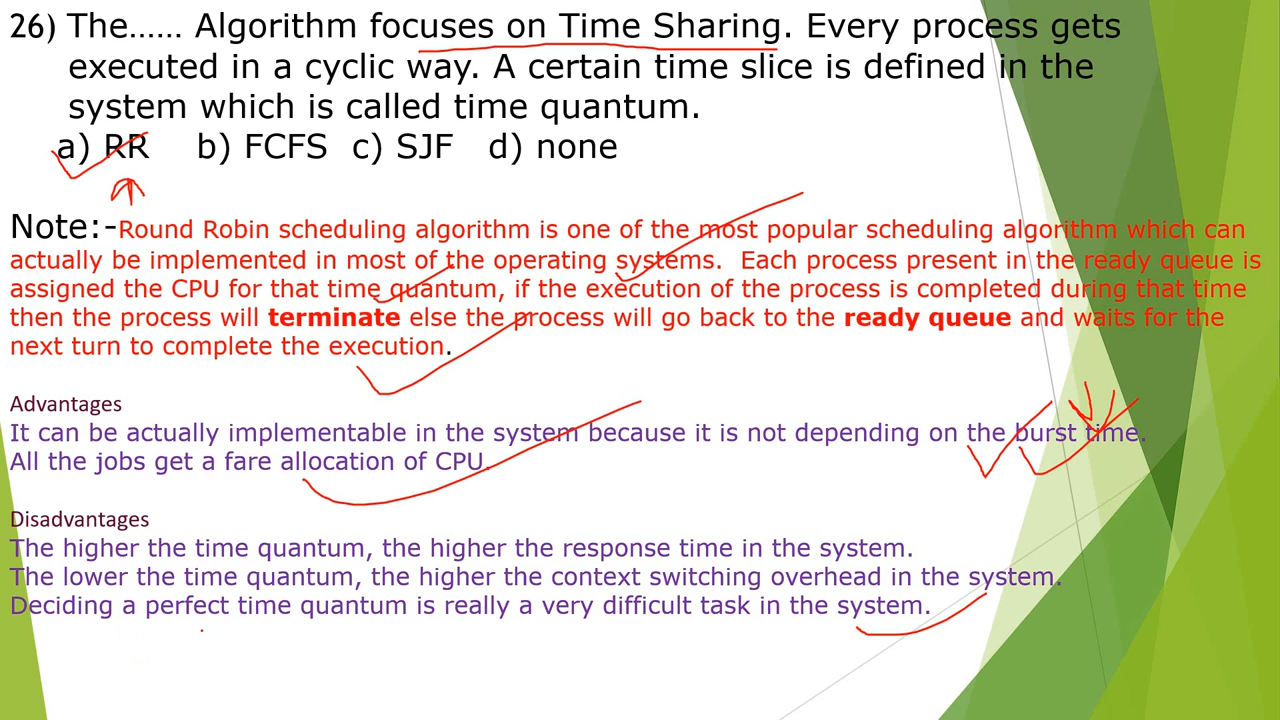 26) The...... Algorithm focuses on Time Sharing. Every process gets
executed in a cyclic way. A certain time slice is defined in the
system which is called time quantum.
a) RR b) FCFS c) SJF d) none
Note:-Round Robin scheduling algorithm is one of the most popular scheduling algorithm which can
actually be implemented in most of the operating systems. Each process present in the ready queue is
assigned the CPU for that time quantum, if the execution of the process is completed during that time
then the process will terminate else the process will go back to the ready queue and waits for the
next turn to complete the execution.
Advantages
It can be actually implementable in the system because it is not depending on the burst time.
All the jobs get a fare allocation of CPU.
Disadvantages
The higher the time quantum, the higher the response time in the system.
The lower the time quantum, the higher the context switching overhead in the system.
Deciding a perfect time quantum is really a very difficult task in the system.